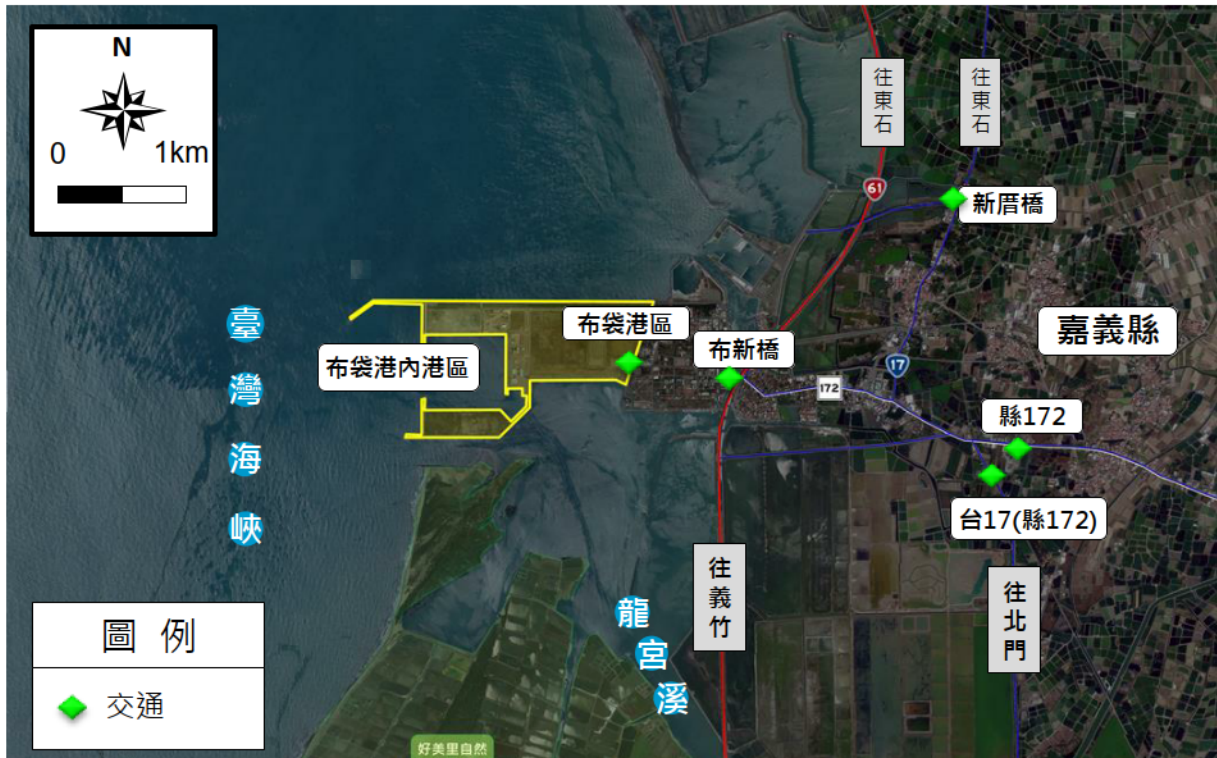 N
0 1km
往東石
往東石
61
新厝橋
臺灣海峽
布袋港區
布袋港內港區
布新橋
嘉義縣
17
172
縣172
台17(縣172)
往義竹
往北門
龍宮溪
圖 例
交通
好美里自然